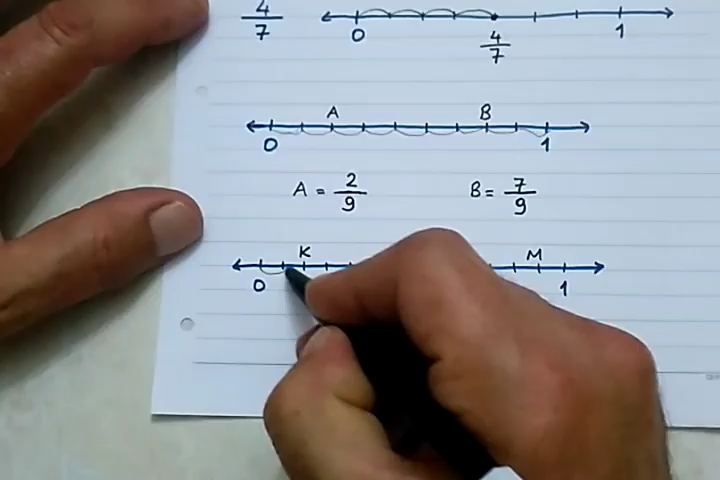 4/7
0 4/7 1
A B
0 1
A = 2/9 B = 7/9
K M
0 1